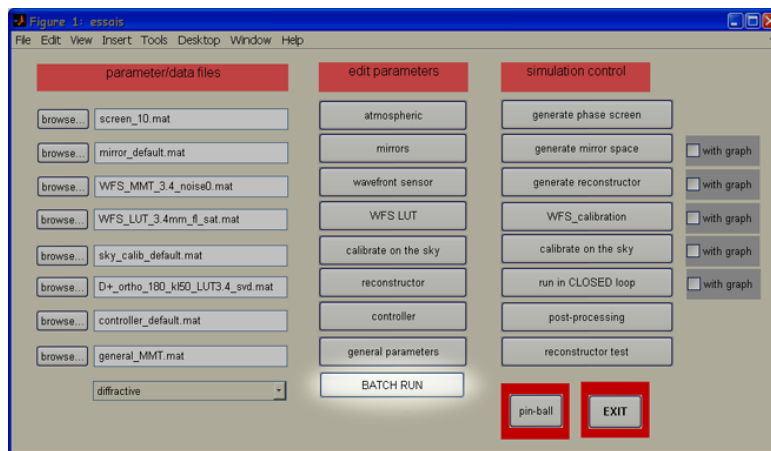 Figure 1: essais
File Edit View Insert Tools Desktop Window Help
parameter/data files edit parameters simulation control
browse... screen_10.mat atmospheric generate phase screen
browse... mirror_default.mat mirrors generate mirror space with graph
browse... WFS_MMT_3.4_noise0.mat wavefront sensor generate reconstructor with graph
browse... WFS_LUT_3.4mm_fl_sat.mat WFS LUT WFS_calibration with graph
browse... sky_calib_default.mat calibrate on the sky calibrate on the sky with graph
browse... D+_ortho_180_kl50_LUT3.4_svd.mat reconstructor run in CLOSED loop with graph
browse... controller_default.mat controller post-processing
browse... general_MMT.mat general parameters reconstructor test
diffractive BATCH RUN
pin-ball EXIT